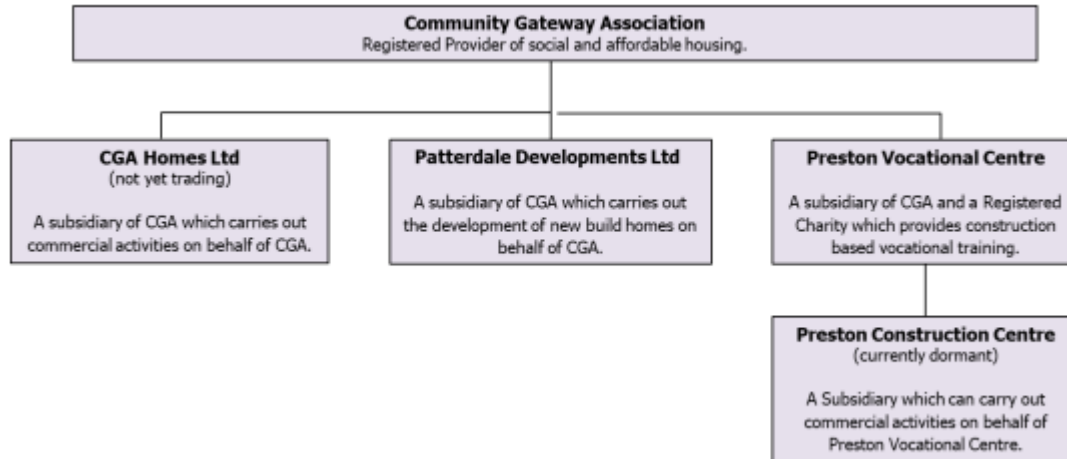 Community Gateway Association
Registered Provider of social and affordable housing.
CGA Homes Ltd
(not yet trading)
A subsidiary of CGA which carries out
commercial activities on behalf of CGA.
Patterdale Developments Ltd
A subsidiary of CGA which carries out
the development of new build homes on
behalf of CGA.
Preston Vocational Centre
A subsidiary of CGA and a Registered
Charity which provides construction
based vocational training.
Preston Construction Centre
(currently dormant)
A Subsidiary which can carry out
commercial activities on behalf of
Preston Vocational Centre.